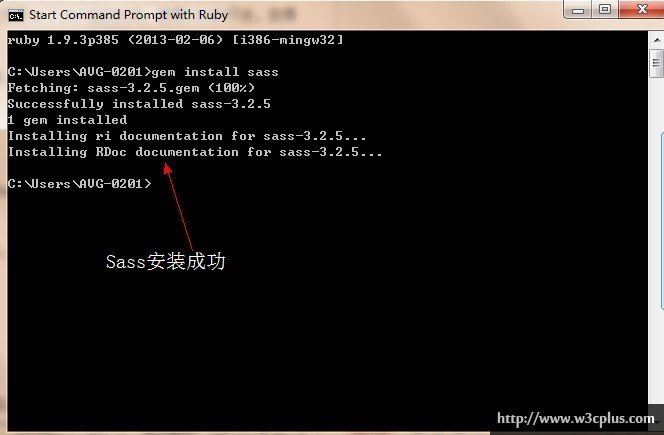 Start Command Prompt with Ruby
ruby 1.9.3p385 (2013-02-06) [i386-mingw32]
C:\Users\AVG-0201>gem install sass
Fetching: sass-3.2.5.gem (100%)
Successfully installed sass-3.2.5
1 gem installed
Installing ri documentation for sass-3.2.5...
Installing RDoc documentation for sass-3.2.5...
C:\Users\AVG-0201>
Sass安装成功
http://www.w3cplus.com